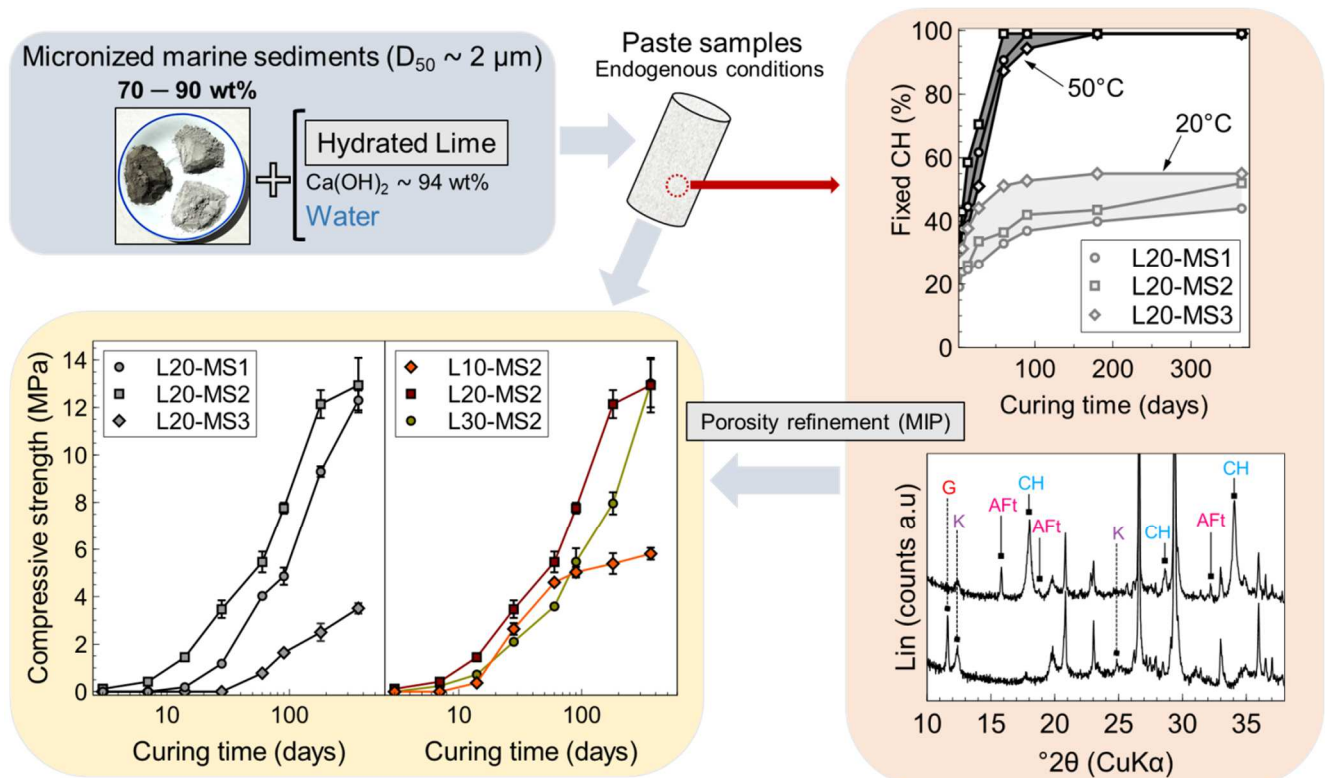 Micronized marine sediments (D50 ~ 2 µm)
70 – 90 wt%
+
Hydrated Lime
Ca(OH)2 ~ 94 wt%
Water
Paste samples
Endogenous conditions
Fixed CH (%)
100
80
60
40
20
0
50°C
20°C
L20-MS1
L20-MS2
L20-MS3
100
200
300
Curing time (days)
Compressive strength (MPa)
14
12
10
8
6
4
2
0
L20-MS1
L20-MS2
L20-MS3
10
100
Curing time (days)
L10-MS2
L20-MS2
L30-MS2
10
100
Curing time (days)
Porosity refinement (MIP)
Lin (counts a.u)
G
K
AFt
CH
AFt
K
CH
AFt
CH
10
15
20
25
30
35
°2θ (CuKα)